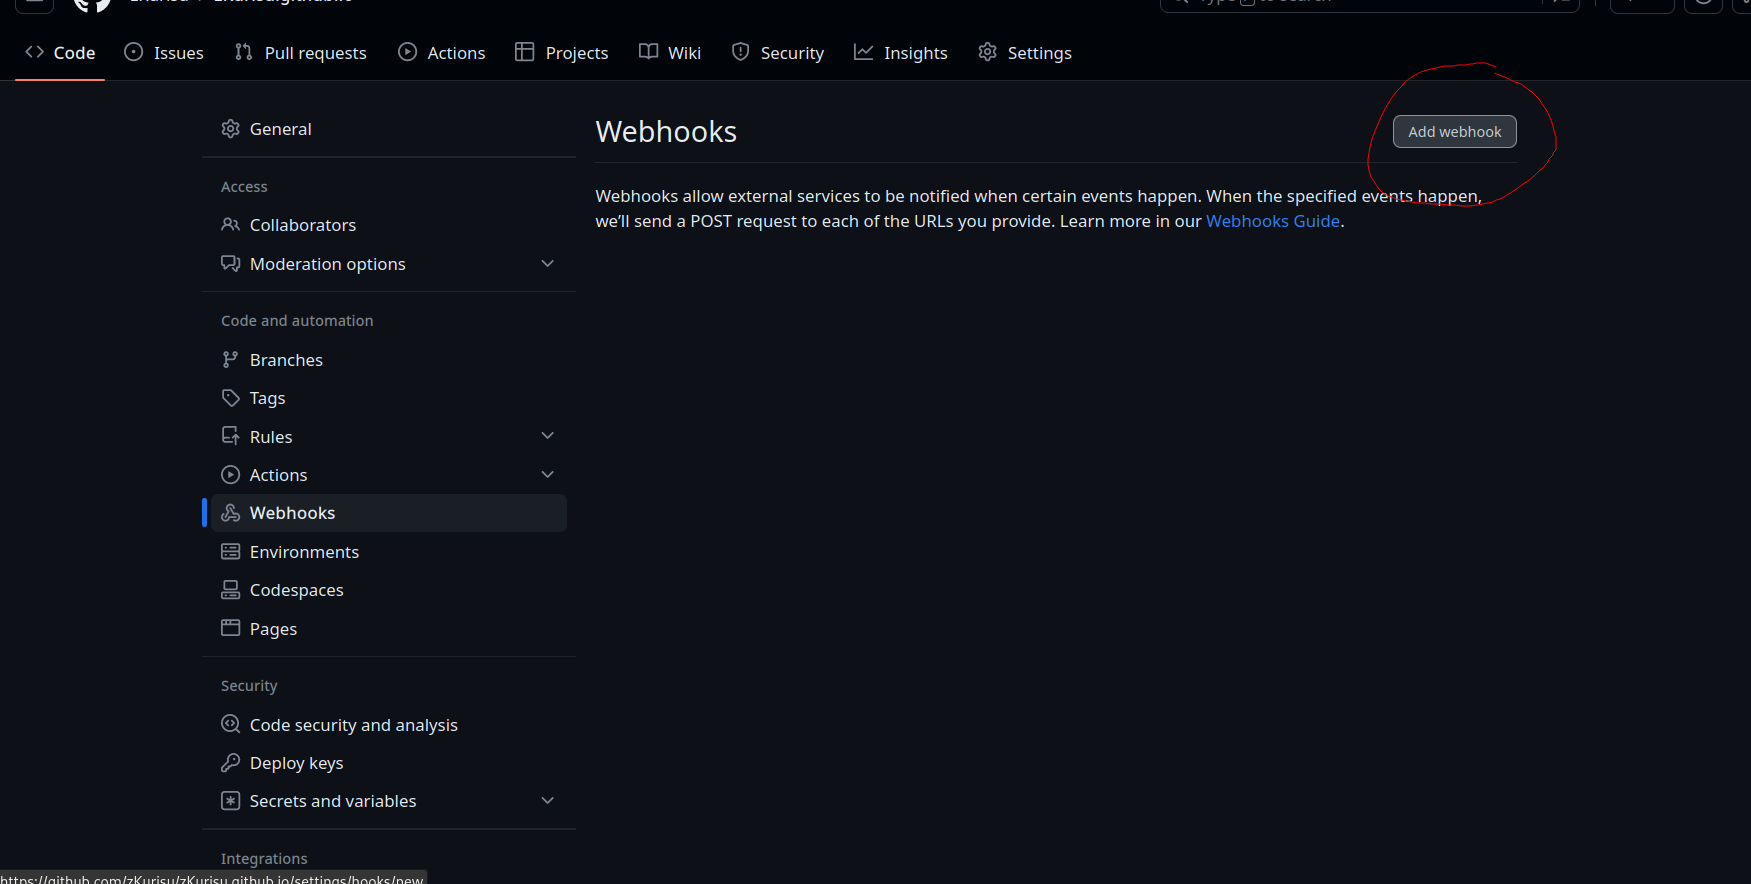 Code Issues Pull requests Actions Projects Wiki Security Insights Settings
General
Access
Collaborators
Moderation options
Code and automation
Branches
Tags
Rules
Actions
Webhooks
Environments
Codespaces
Pages
Security
Code security and analysis
Deploy keys
Secrets and variables
Integrations
Webhooks
Add webhook
Webhooks allow external services to be notified when certain events happen. When the specified events happen,
we’ll send a POST request to each of the URLs you provide. Learn more in our Webhooks Guide.
https://github.com/zKurisu/zKurisu.github.io/settings/hooks/new